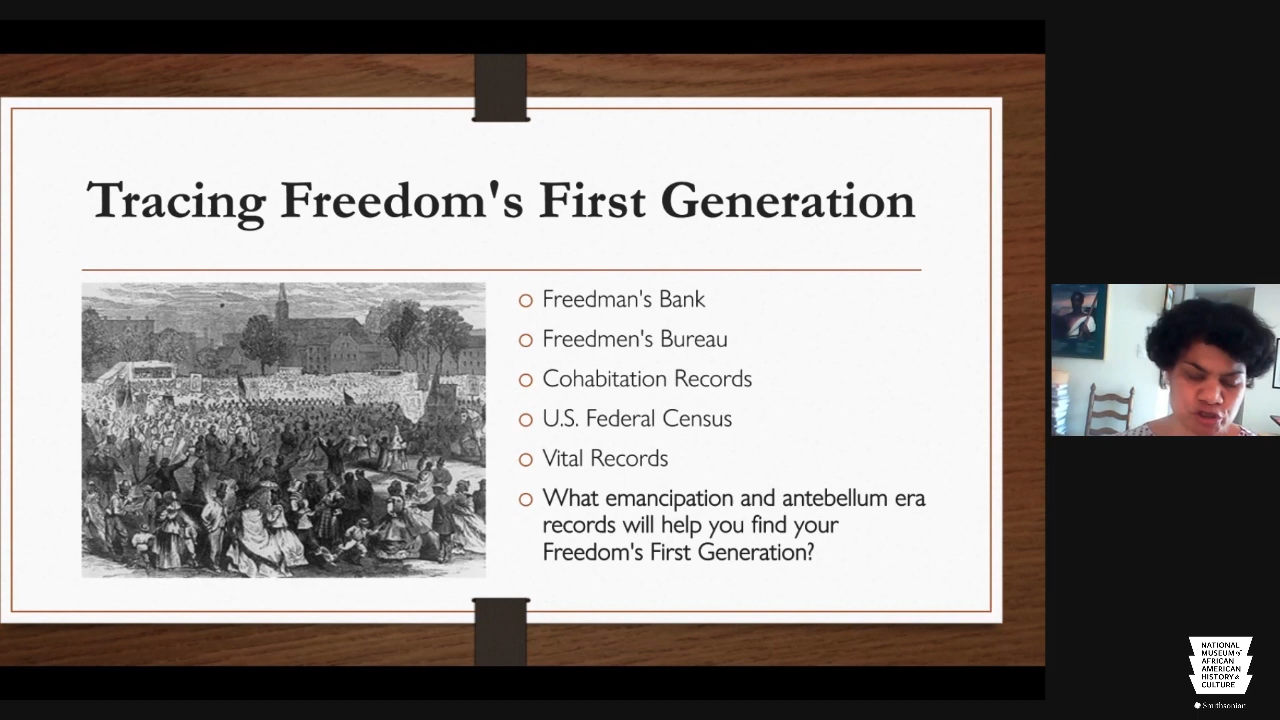 Tracing Freedom's First Generation
Freedman's Bank
Freedmen's Bureau
Cohabitation Records
U.S. Federal Census
Vital Records
What emancipation and antebellum era
records will help you find your
Freedom's First Generation?
NATIONAL
MUSEUM of
AFRICAN
AMERICAN
HISTORY &
CULTURE
Smithsonian